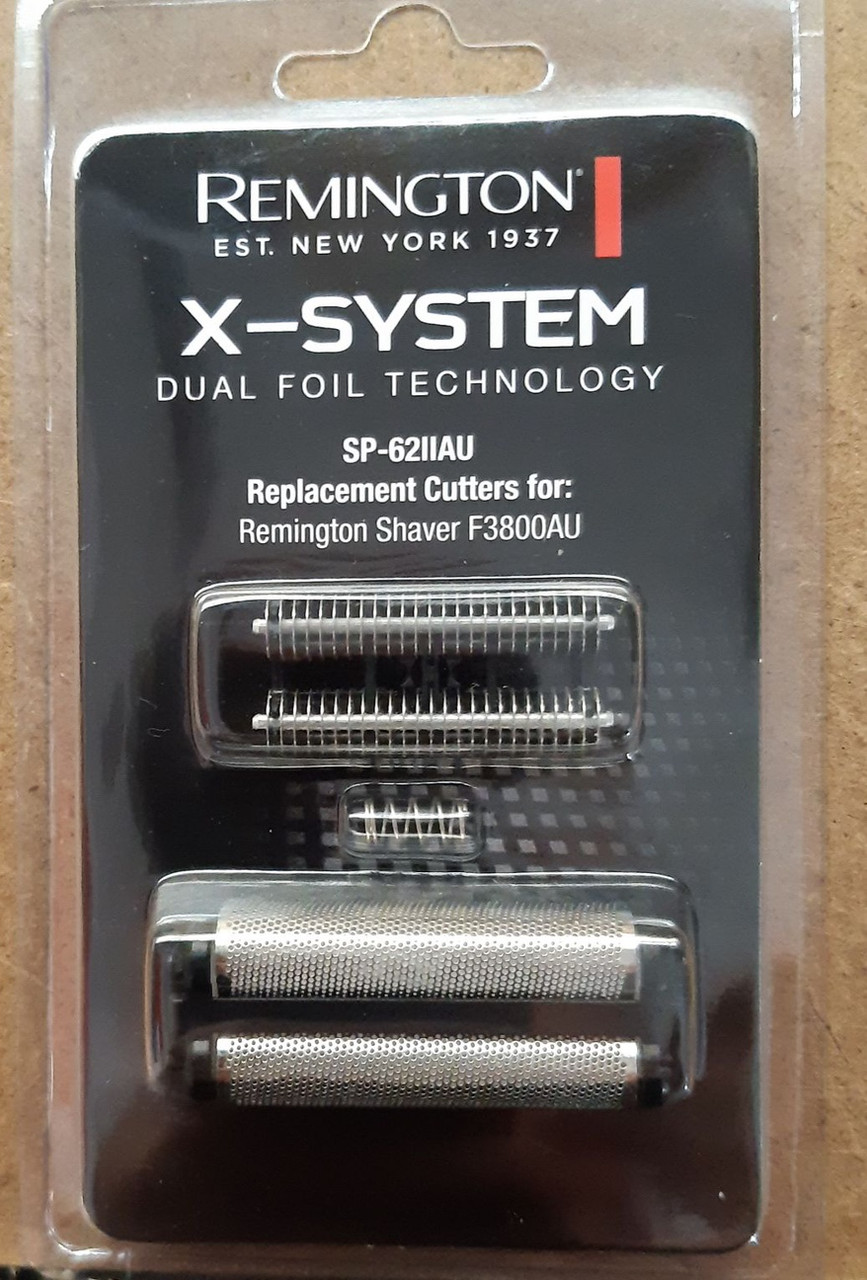 REMINGTON®
EST. NEW YORK 1937
X-SYSTEM
DUAL FOIL TECHNOLOGY
SP-62IIAU
Replacement Cutters for:
Remington Shaver F3800AU